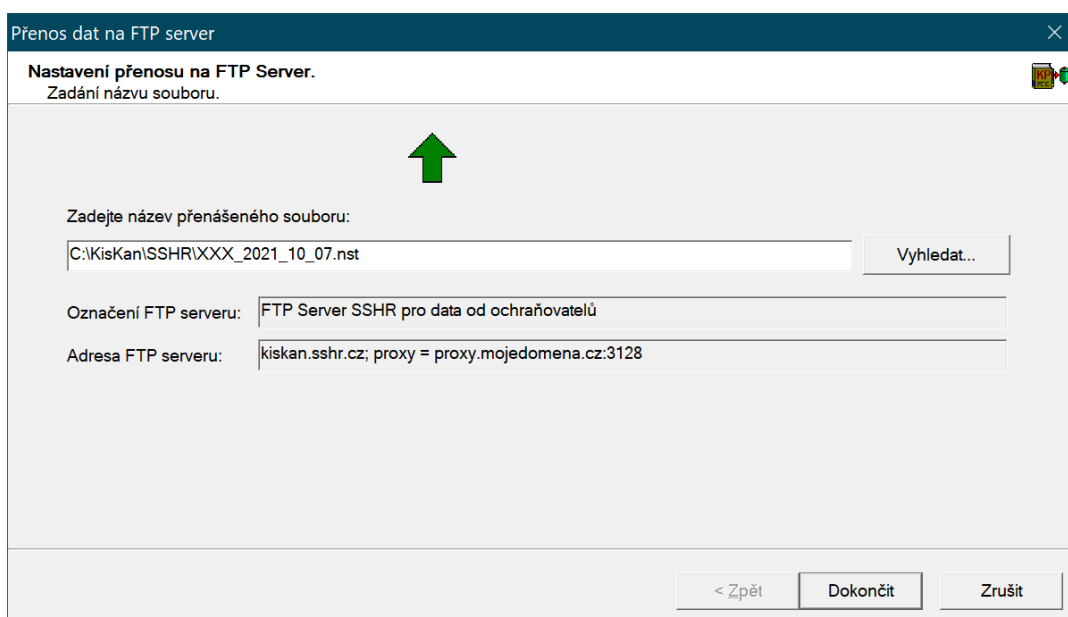 Přenos dat na FTP server
Nastavení přenosu na FTP Server.
Zadání názvu souboru.
KP
Zadejte název přenášeného souboru:
C:\KisKan\SSHR\XXX_2021_10_07.nst
Vyhledat...
Označení FTP serveru:
FTP Server SSHR pro data od ochraňovatelů
Adresa FTP serveru:
kiskan.sshr.cz; proxy = proxy.mojedomena.cz:3128
< Zpět
Dokončit
Zrušit